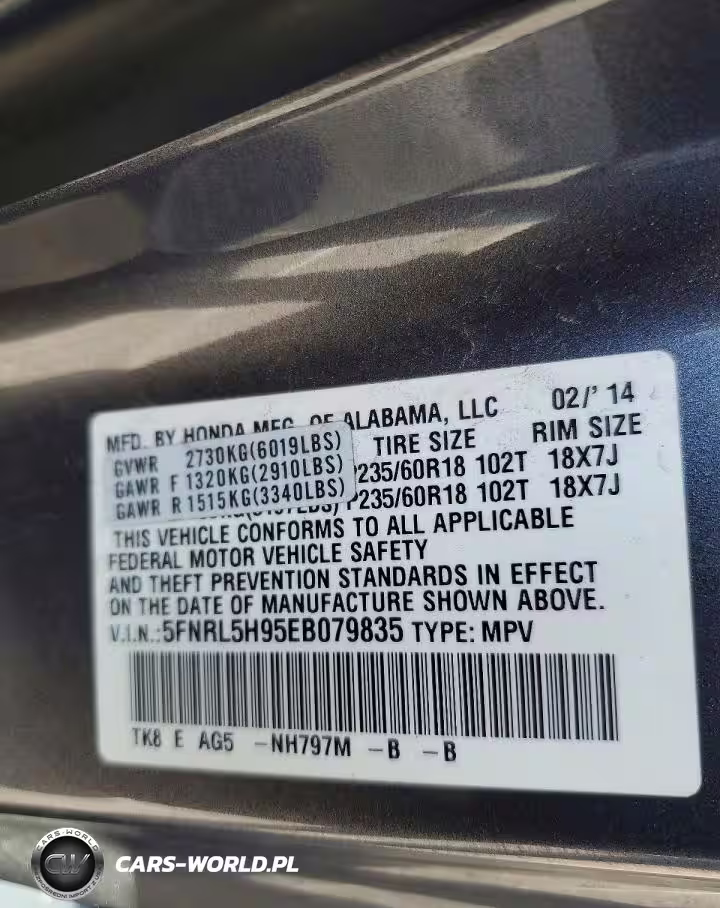 MFD. BY HONDA MFG. OF ALABAMA, LLC 02/'14
GVWR 2730KG(6019LBS) TIRE SIZE RIM SIZE
GAWR F 1320KG(2910LBS) P235/60R18 102T 18X7J
GAWR R 1515KG(3340LBS) P235/60R18 102T 18X7J
THIS VEHICLE CONFORMS TO ALL APPLICABLE
FEDERAL MOTOR VEHICLE SAFETY
AND THEFT PREVENTION STANDARDS IN EFFECT
ON THE DATE OF MANUFACTURE SHOWN ABOVE.
V.I.N.:5FNRL5H95EB079835 TYPE: MPV
TK8 E AG5 -NH797M -B -B
CARS-WORLD
CW
CARS-WORLD.PL